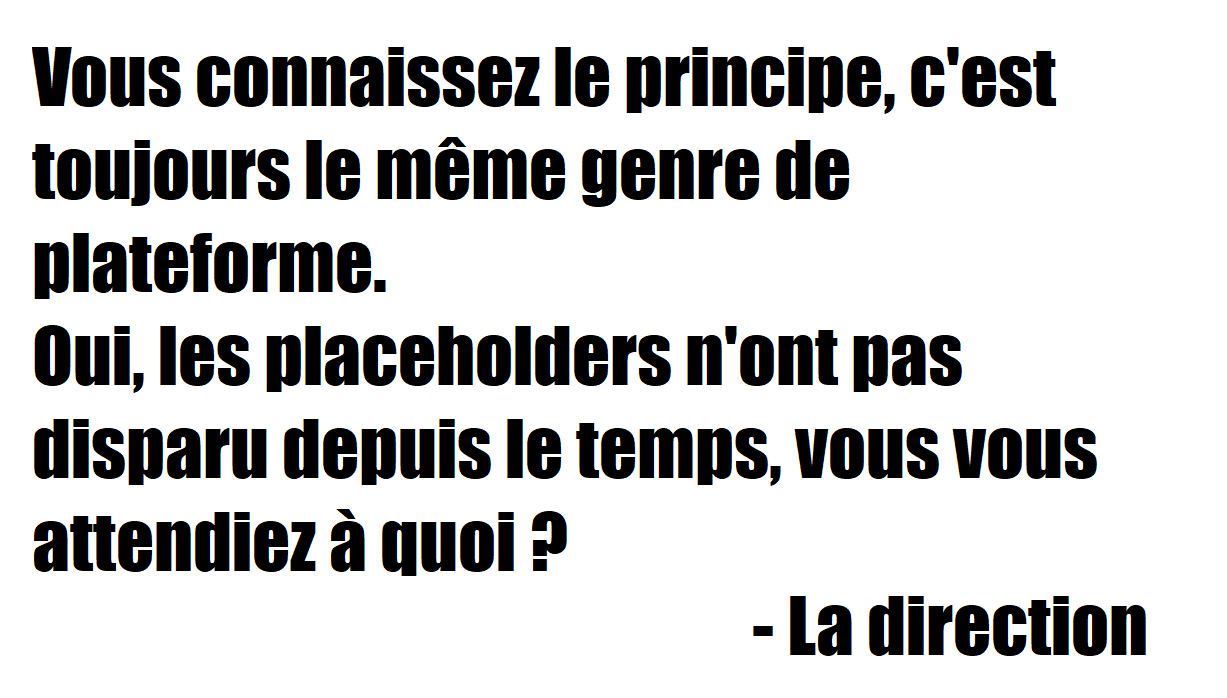 Vous connaissez le principe, c'est
toujours le même genre de
plateforme.
Oui, les placeholders n'ont pas
disparu depuis le temps, vous vous
attendiez à quoi ?
- La direction